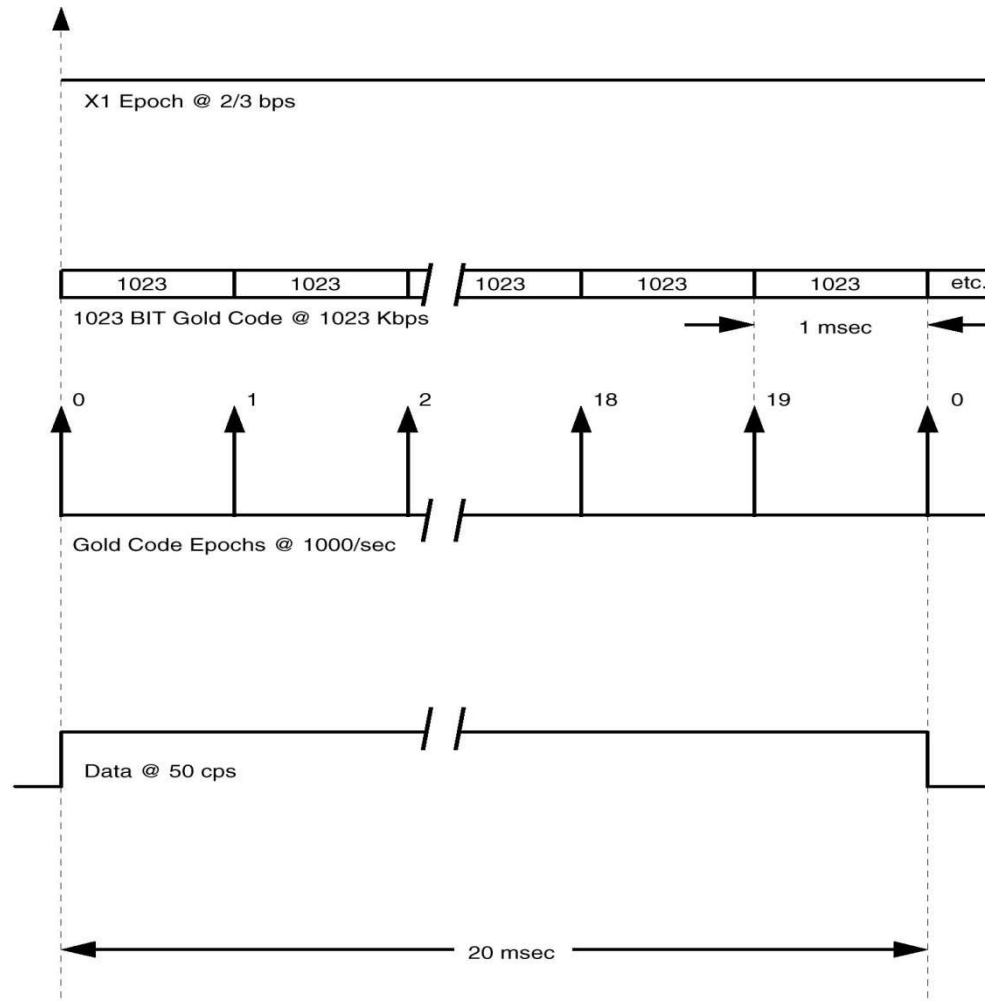 X1 Epoch @ 2/3 bps
1023 1023 1023 1023 1023 etc.
1023 BIT Gold Code @ 1023 Kbps
1 msec
0 1 2 18 19 0
Gold Code Epochs @ 1000/sec
Data @ 50 cps
20 msec